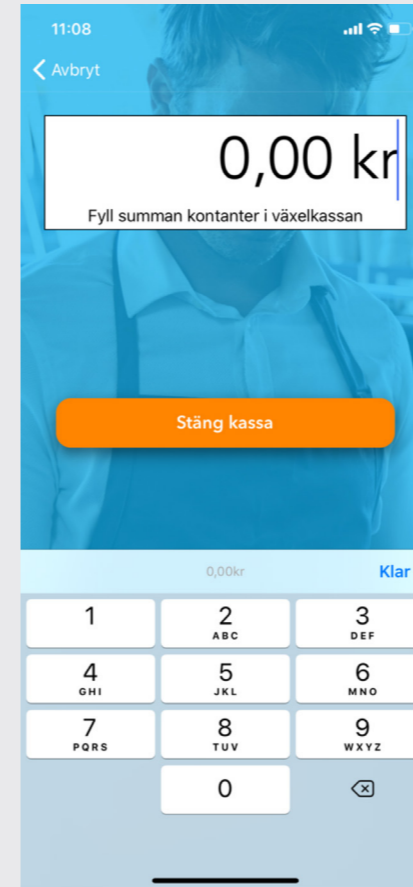 11:08
Avbryt
0,00 kr
Fyll summan kontanter i växelkassan
Stäng kassa
0,00kr
Klar
1
2
ABC
3
DEF
4
GHI
5
JKL
6
MNO
7
PQRS
8
TUV
9
WXYZ
0